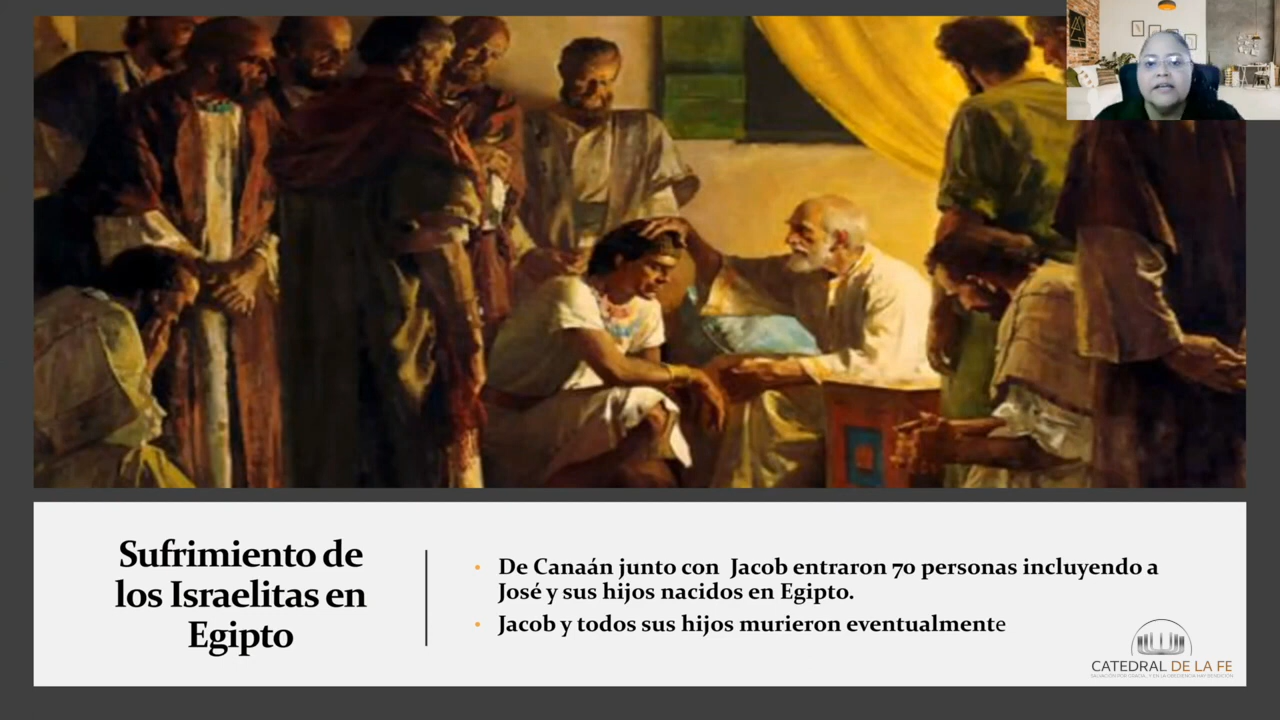 Sufrimiento de
los Israelitas en
Egipto
• De Canaán junto con Jacob entraron 70 personas incluyendo a
José y sus hijos nacidos en Egipto.
• Jacob y todos sus hijos murieron eventualmente
CATEDRAL DE LA FE